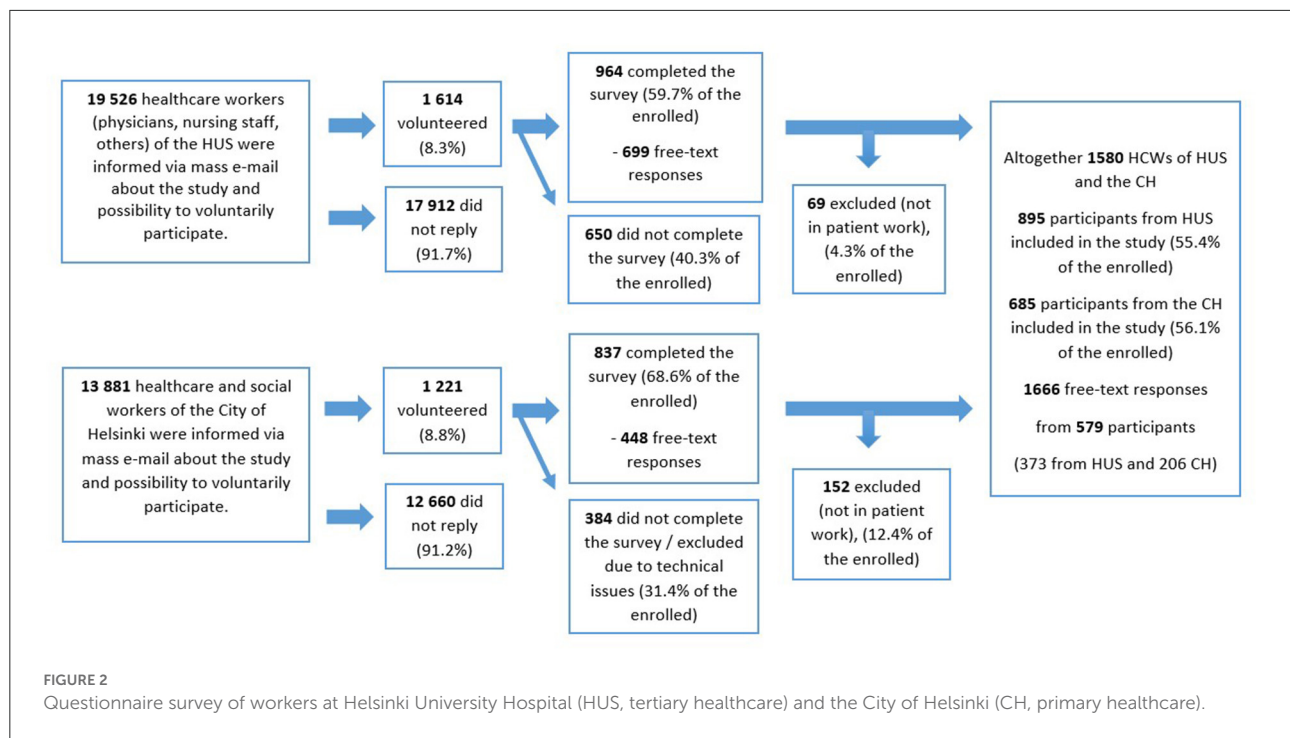 19 526 healthcare workers
(physicians, nursing staff,
others) of the HUS were
informed via mass e-mail
about the study and
possibility to voluntarily
participate.
1 614
volunteered
(8.3%)
17 912 did
not reply
(91.7%)
964 completed the
survey (59.7% of the
enrolled)
- 699 free-text
responses
650 did not complete
the survey (40.3% of
the enrolled)
69 excluded (not
in patient work),
(4.3% of the
enrolled)
13 881 healthcare and social
workers of the City of
Helsinki were informed via
mass e-mail about the study
and possibility to voluntarily
participate.
1 221
volunteered
(8.8%)
12 660 did
not reply
(91.2%)
837 completed the
survey (68.6% of the
enrolled)
- 448 free-text
responses
384 did not complete
the survey / excluded
due to technical
issues (31.4% of the
enrolled)
152 excluded
(not in patient
work), (12.4% of
the enrolled)
Altogether 1580 HCWs of HUS
and the CH
895 participants from HUS
included in the study (55.4%
of the enrolled)
685 participants from the CH
included in the study (56.1%
of the enrolled)
1666 free-text responses
from 579 participants
(373 from HUS and 206 CH)
FIGURE 2
Questionnaire survey of workers at Helsinki University Hospital (HUS, tertiary healthcare) and the City of Helsinki (CH, primary healthcare).